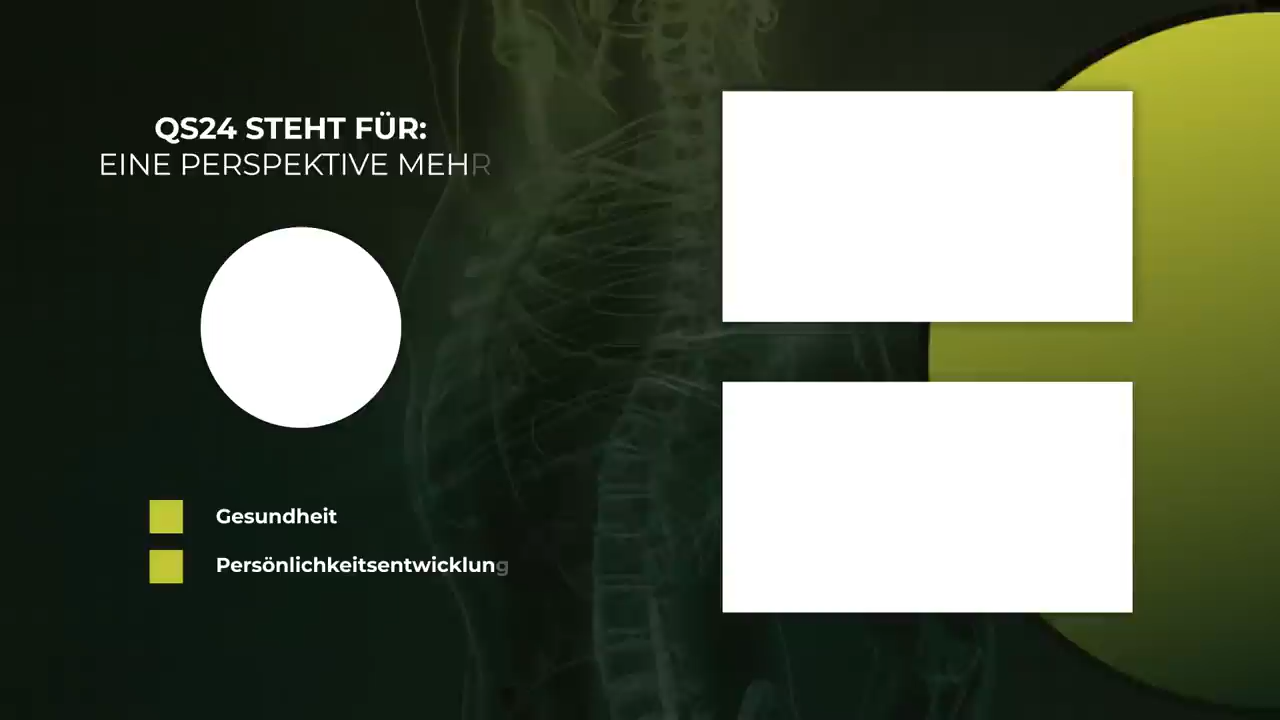 QS24 STEHT FÜR:
EINE PERSPEKTIVE MEHR
Gesundheit
Persönlichkeitsentwicklung